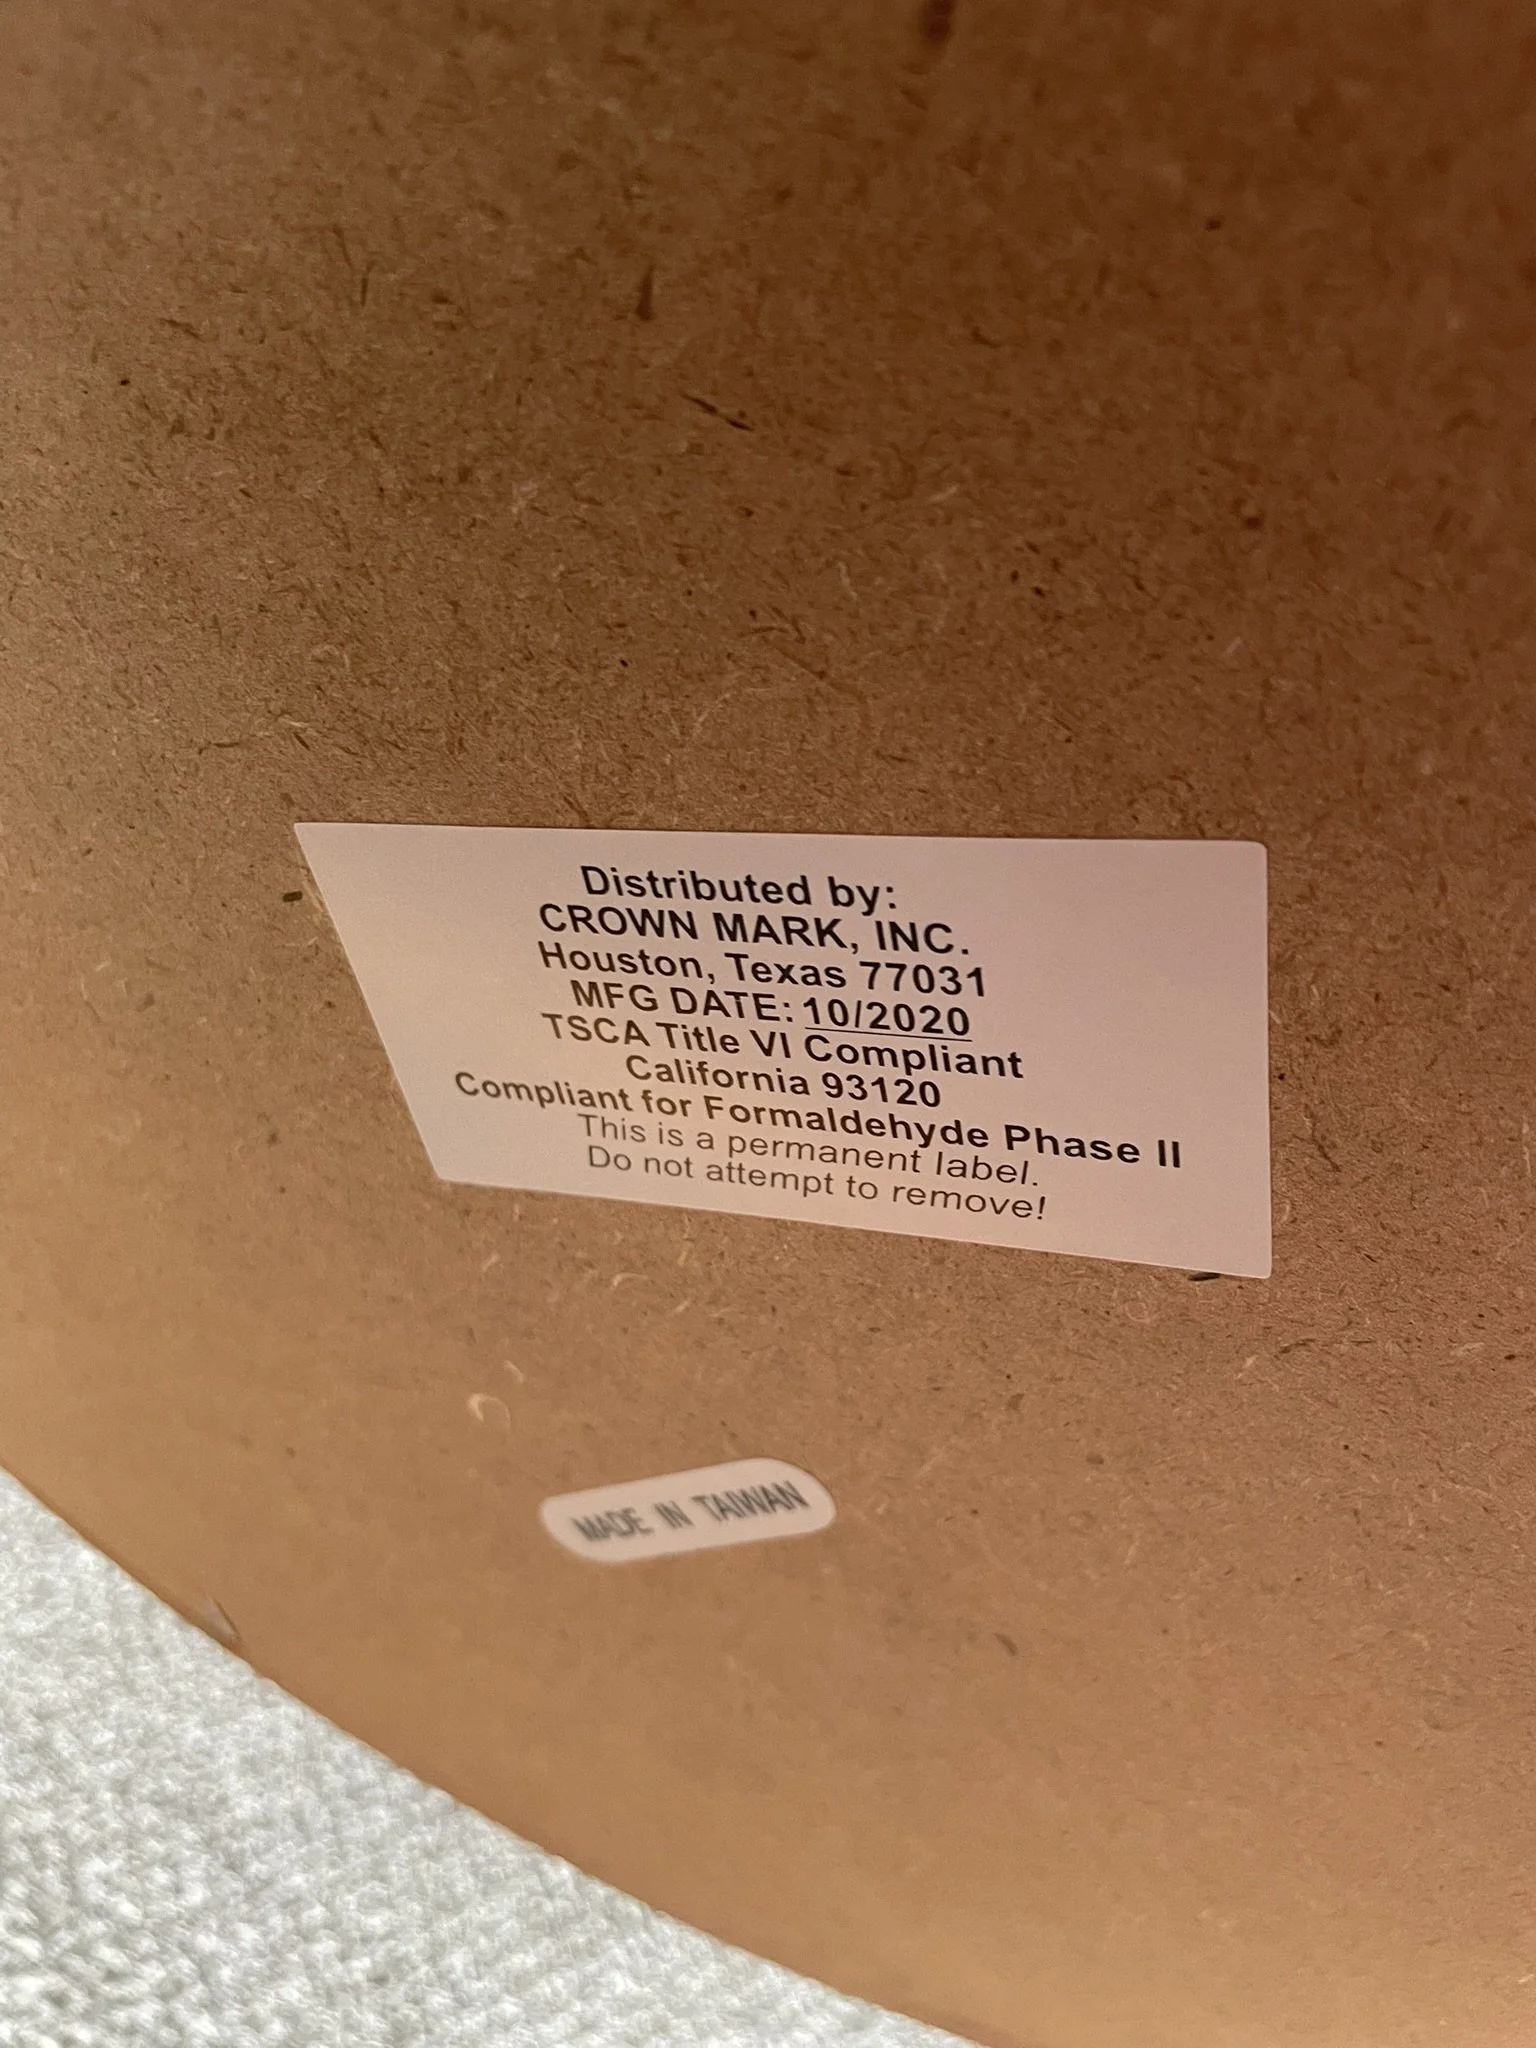 Distributed by:
CROWN MARK, INC.
Houston, Texas 77031
MFG DATE: 10/2020
TSCA Title VI Compliant
California 93120
Compliant for Formaldehyde Phase II
This is a permanent label.
Do not attempt to remove!
MADE IN TAIWAN